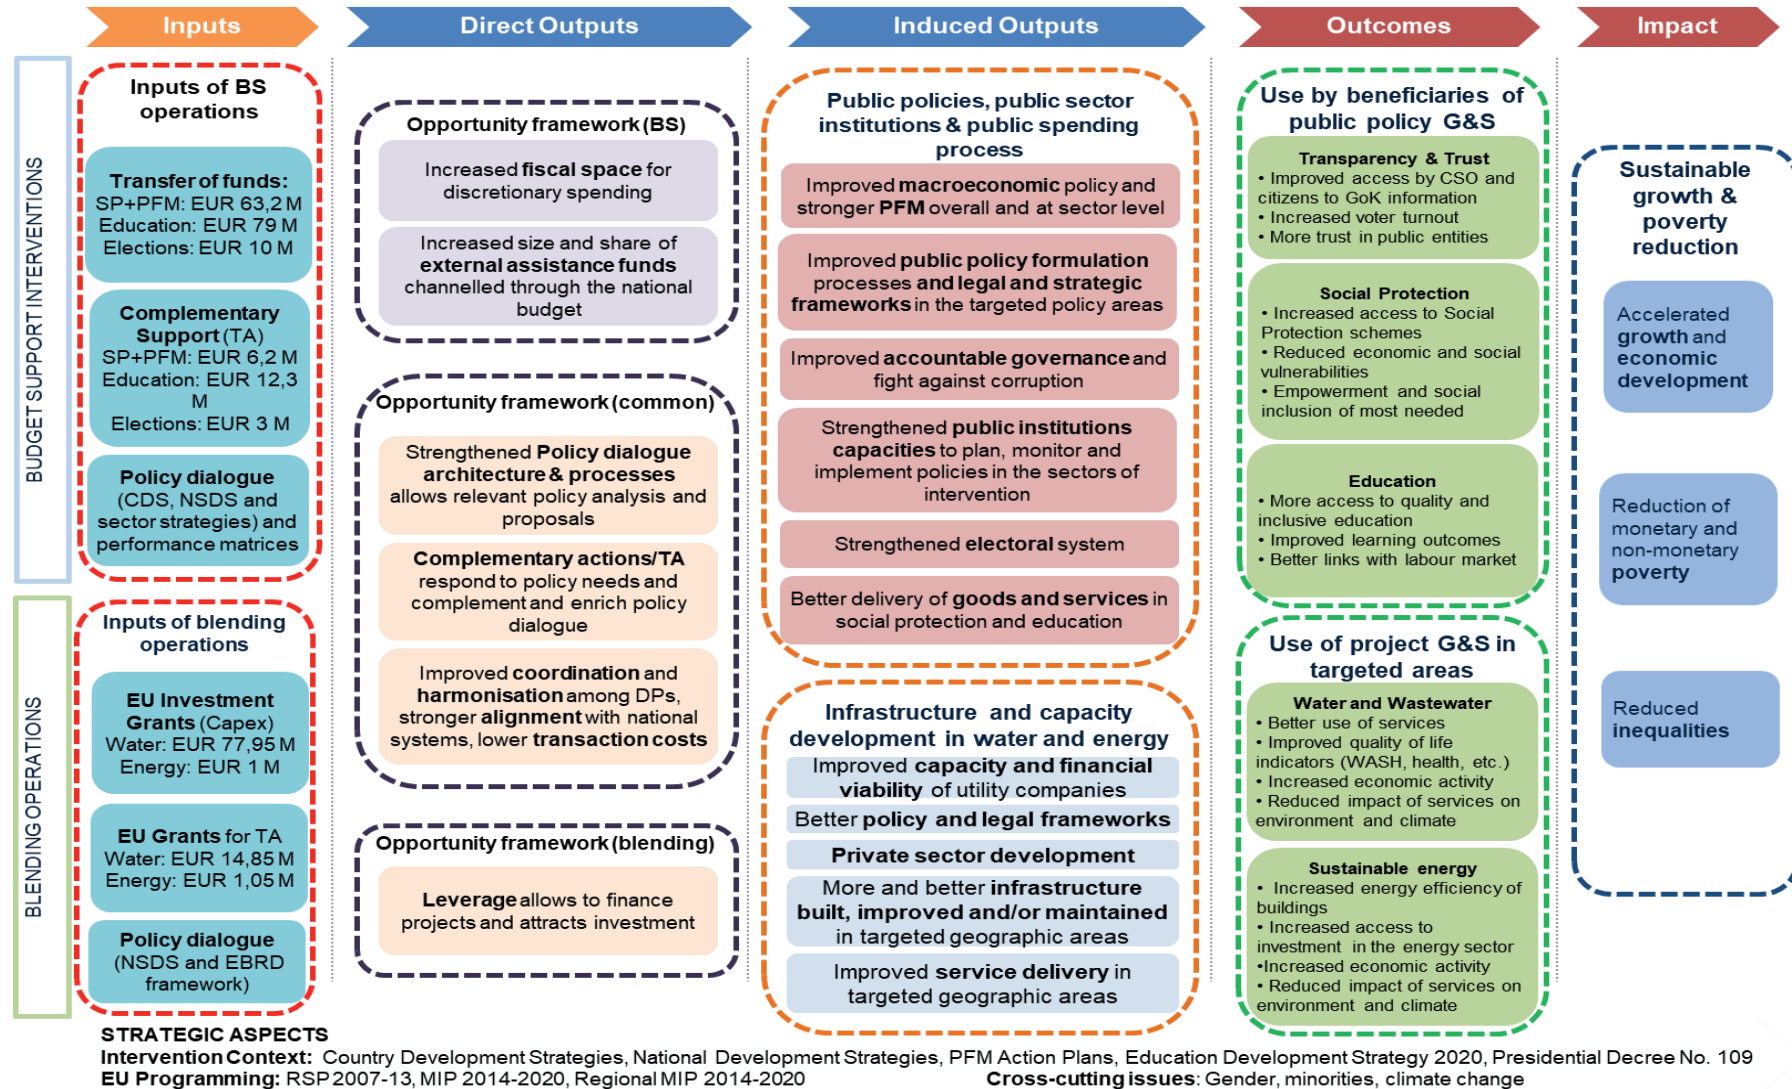 Inputs
Direct Outputs
Induced Outputs
Outcomes
Impact
BUDGET SUPPORT INTERVENTIONS
Inputs of BS
operations
Transfer of funds:
SP+PFM: EUR 63,2 M
Education: EUR 79 M
Elections: EUR 10 M
Complementary
Support (TA)
SP+PFM: EUR 6,2 M
Education: EUR 12,3
M
Elections: EUR 3 M
Policy dialogue
(CDS, NSDS and
sector strategies) and
performance matrices
BLENDING OPERATIONS
Inputs of blending
operations
EU Investment
Grants (Capex)
Water: EUR 77,95 M
Energy: EUR 1 M
EU Grants for TA
Water: EUR 14,85 M
Energy: EUR 1,05 M
Policy dialogue
(NSDS and EBRD
framework)
Opportunity framework (BS)
Increased fiscal space for
discretionary spending
Increased size and share of
external assistance funds
channelled through the national
budget
Opportunity framework (common)
Strengthened Policy dialogue
architecture & processes
allows relevant policy analysis and
proposals
Complementary actions/TA
respond to policy needs and
complement and enrich policy
dialogue
Improved coordination and
harmonisation among DPs,
stronger alignment with national
systems, lower transaction costs
Opportunity framework (blending)
Leverage allows to finance
projects and attracts investment
Public policies, public sector
institutions & public spending
process
Improved macroeconomic policy and
stronger PFM overall and at sector level
Improved public policy formulation
processes and legal and strategic
frameworks in the targeted policy areas
Improved accountable governance and
fight against corruption
Strengthened public institutions
capacities to plan, monitor and
implement policies in the sectors of
intervention
Strengthened electoral system
Better delivery of goods and services in
social protection and education
Infrastructure and capacity
development in water and energy
Improved capacity and financial
viability of utility companies
Better policy and legal frameworks
Private sector development
More and better infrastructure
built, improved and/or maintained
in targeted geographic areas
Improved service delivery in
targeted geographic areas
Use by beneficiaries of
public policy G&S
Transparency & Trust
• Improved access by CSO and
citizens to GoK information
• Increased voter turnout
• More trust in public entities
Social Protection
• Increased access to Social
Protection schemes
• Reduced economic and social
vulnerabilities
• Empowerment and social
inclusion of most needed
Education
• More access to quality and
inclusive education
• Improved learning outcomes
• Better links with labour market
Use of project G&S in
targeted areas
Water and Wastewater
• Better use of services
• Improved quality of life
indicators (WASH, health, etc.)
• Increased economic activity
• Reduced impact of services on
environment and climate
Sustainable energy
• Increased energy efficiency of
buildings
• Increased access to
investment in the energy sector
•Increased economic activity
• Reduced impact of services on
environment and climate
Sustainable
growth &
poverty
reduction
Accelerated
growth and
economic
development
Reduction of
monetary and
non-monetary
poverty
Reduced
inequalities
STRATEGIC ASPECTS
Intervention Context: Country Development Strategies, National Development Strategies, PFM Action Plans, Education Development Strategy 2020, Presidential Decree No. 109
EU Programming: RSP 2007-13, MIP 2014-2020, Regional MIP 2014-2020
Cross-cutting issues: Gender, minorities, climate change